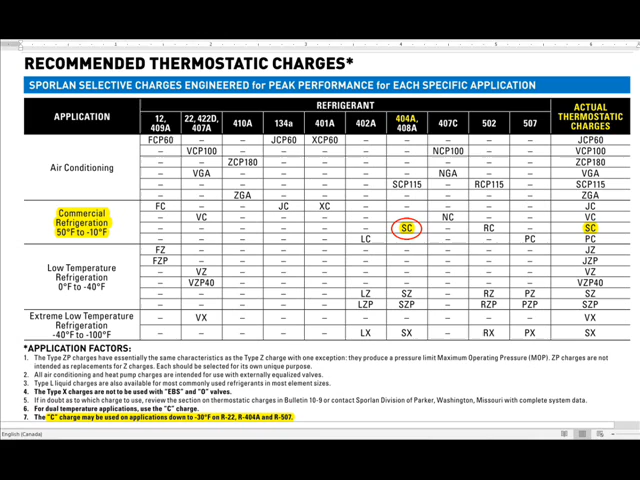 RECOMMENDED THERMOSTATIC CHARGES*
SPORLAN SELECTIVE CHARGES ENGINEERED for PEAK PERFORMANCE for EACH SPECIFIC APPLICATION
APPLICATION REFRIGERANT ACTUAL THERMOSTATIC CHARGES
12, 409A 22, 422D, 407A 410A 134a 401A 402A 404A, 408A 407C 502 507
Air Conditioning
FCP60 – – JCP60 XCP60 – – – – – JCP60
– VCP100 – – – – – NCP100 – – VCP100
– – ZCP180 – – – – – – – ZCP180
– VGA – – – – – NGA – – VGA
– – – – – – SCP115 – RCP115 – SCP115
– – ZGA – – – – – – – ZGA
Commercial Refrigeration 50°F to -10°F
FC – – JC XC – – – – – JC
– VC – – – – – NC – – VC
– – – – – – SC – RC – SC
– – – – – LC – – – PC PC
Low Temperature Refrigeration 0°F to -40°F
FZ – – – – – – – – – JZ
FZP – – – – – – – – – JZP
– VZ – – – – – – – – VZ
– VZP40 – – – – – – – – VZP40
– – – – – LZ SZ – RZ PZ SZ
– – – – – LZP SZP – RZP PZP SZP
Extreme Low Temperature Refrigeration -40°F to -100°F
– VX – – – – – – – – VX
– – – – – LX SX – RX PX SX
*APPLICATION FACTORS:
1. The Type ZP charges have essentially the same characteristics as the Type Z charge with one exception: they produce a pressure limit Maximum Operating Pressure (MOP). ZP charges are not
intended as replacements for Z charges. Each should be selected for its own unique purpose.
2. All air conditioning and heat pump charges are intended for use with externally equalized valves.
3. Type L liquid charges are also available for most commonly used refrigerants in most element sizes.
4. The Type X charges are not to be used with "EBS" and "O" valves.
5. If in doubt as to which charge to use, review the section on thermostatic charges in Bulletin 10-9 or contact Sporlan Division of Parker, Washington, Missouri with complete system data.
6. For dual temperature applications, use the "C" charge.
7. The "C" charge may be used on applications down to -30°F on R-22, R-404A and R-507.
English (Canada)